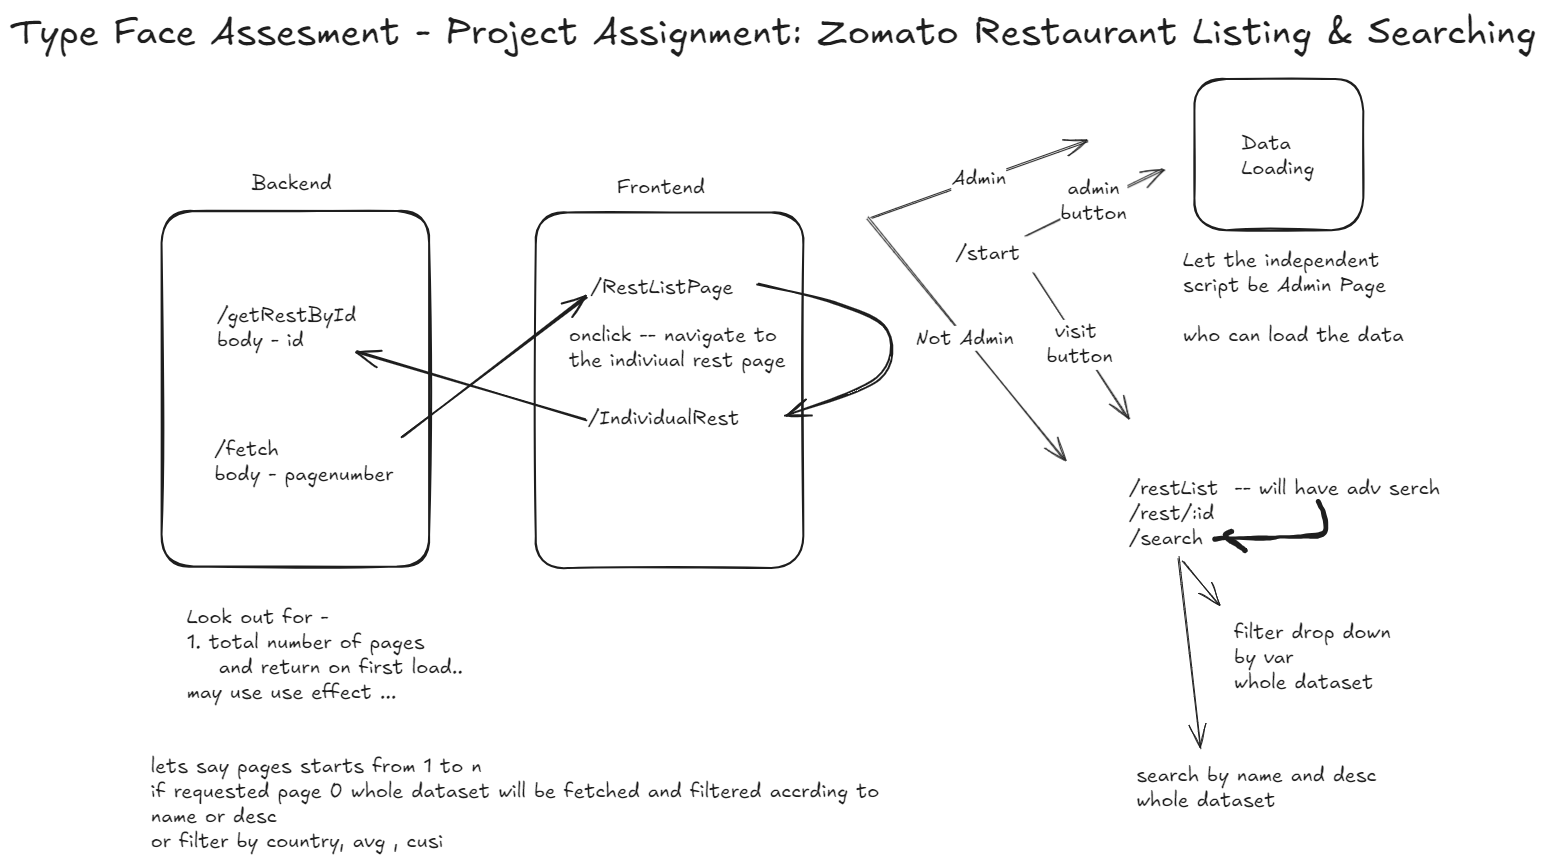 Type Face Assesment - Project Assignment: Zomato Restaurant Listing & Searching
Backend
/getRestById
body - id
/fetch
body - pagenumber
Look out for -
1. total number of pages
and return on first load..
may use use effect ...
lets say pages starts from 1 to n
if requested page 0 whole dataset will be fetched and filtered accrding to
name or desc
or filter by country, avg , cusi
Frontend
/RestListPage
onclick -- navigate to
the indiviual rest page
/IndividualRest
Admin
Not Admin
/start
admin
button
visit
button
Data
Loading
Let the independent
script be Admin Page
who can load the data
/restList -- will have adv serch
/rest/:id
/search
filter drop down
by var
whole dataset
search by name and desc
whole dataset